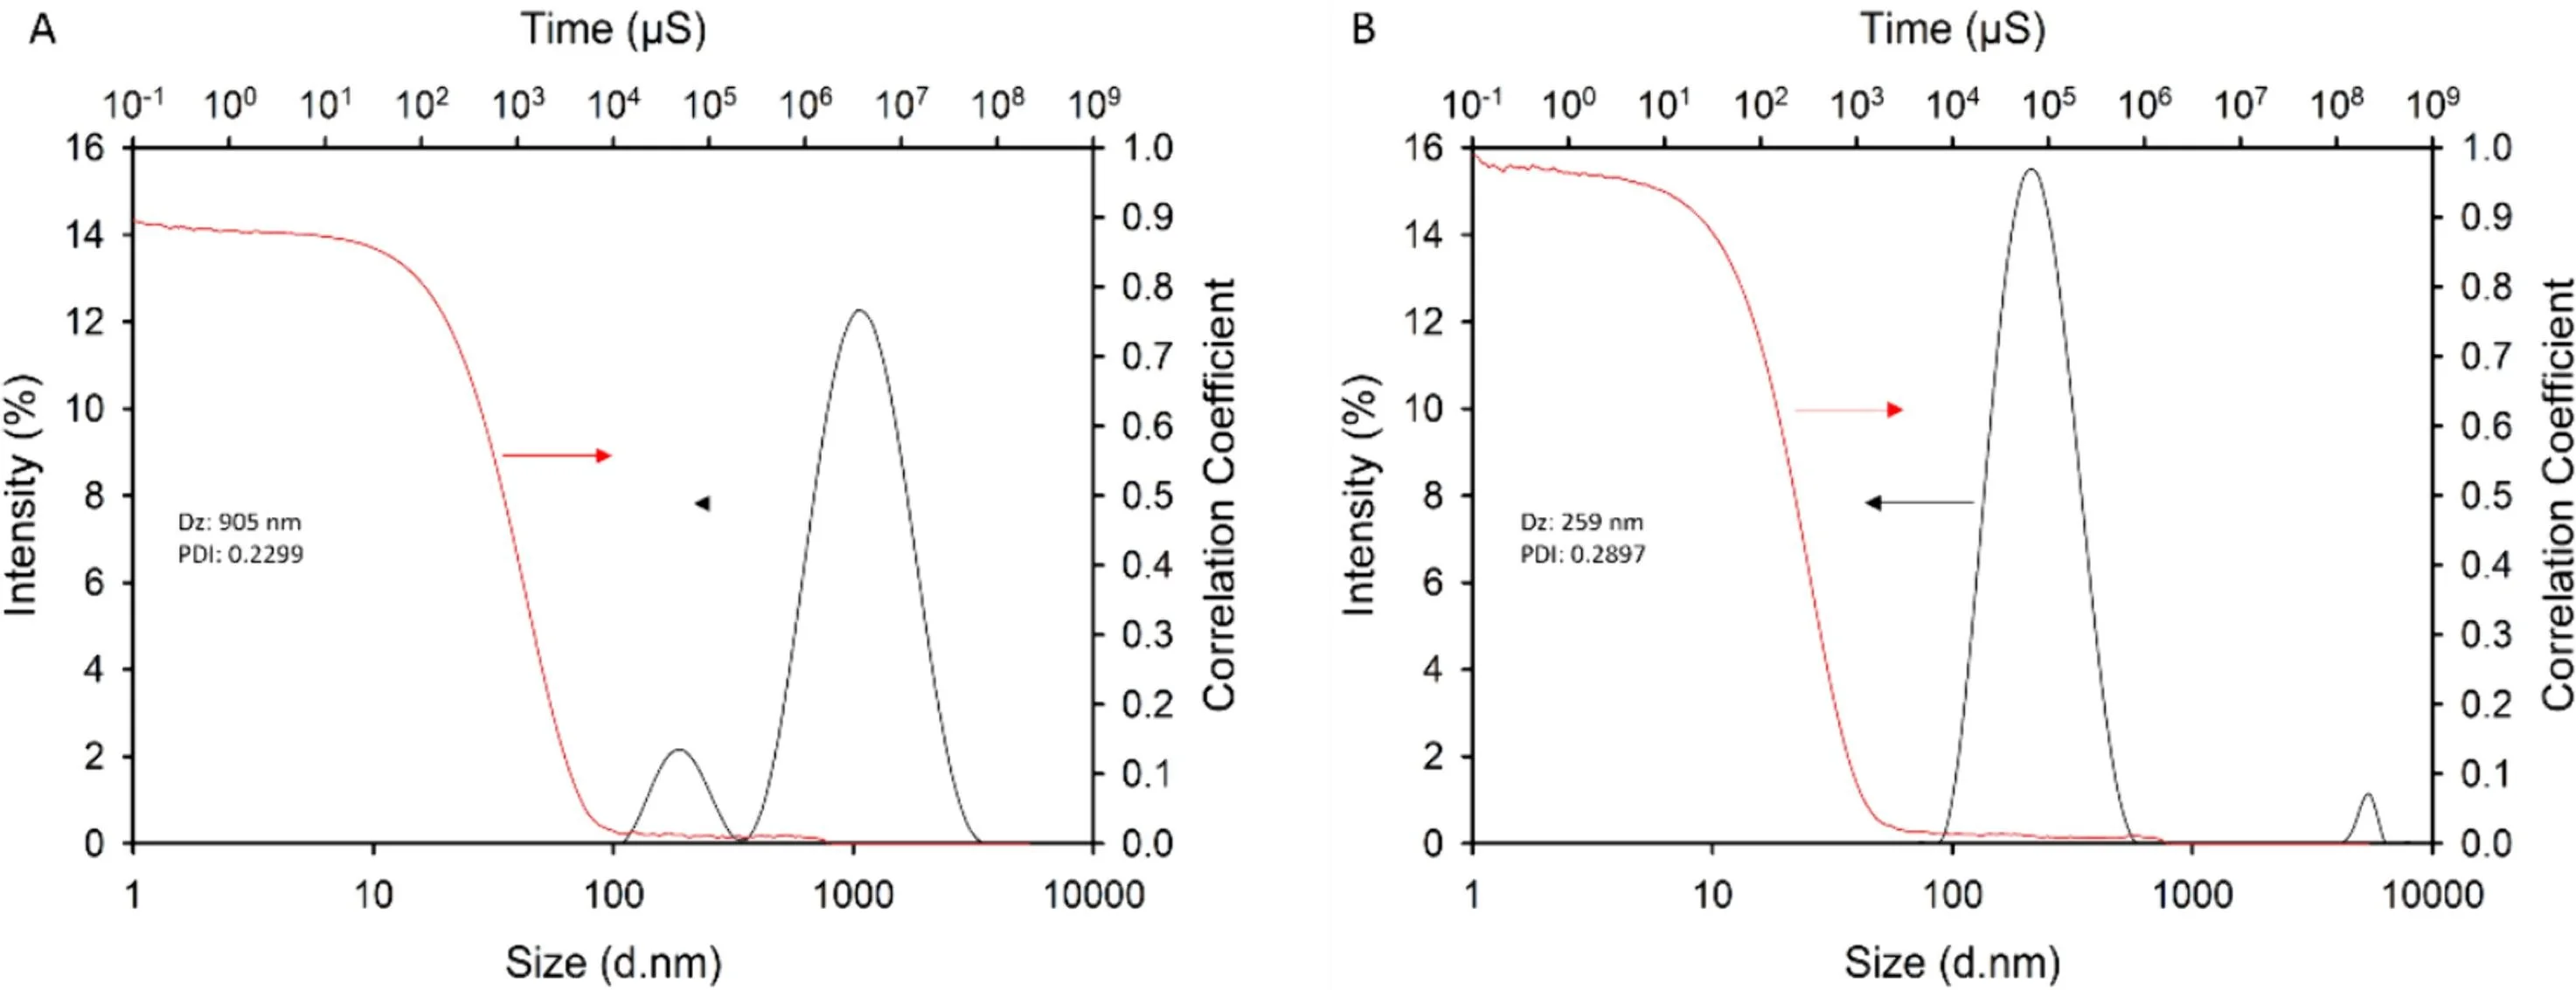 A
Time (µS)
10⁻¹ 10⁰ 10¹ 10² 10³ 10⁴ 10⁵ 10⁶ 10⁷ 10⁸ 10⁹
16
14
12
10
8
6
4
2
0
Intensity (%)
1.0
0.9
0.8
0.7
0.6
0.5
0.4
0.3
0.2
0.1
0.0
Correlation Coefficient
Dz: 905 nm
PDI: 0.2299
1 10 100 1000 10000
Size (d.nm)
B
Time (µS)
10⁻¹ 10⁰ 10¹ 10² 10³ 10⁴ 10⁵ 10⁶ 10⁷ 10⁸ 10⁹
16
14
12
10
8
6
4
2
0
Intensity (%)
1.0
0.9
0.8
0.7
0.6
0.5
0.4
0.3
0.2
0.1
0.0
Correlation Coefficient
Dz: 259 nm
PDI: 0.2897
1 10 100 1000 10000
Size (d.nm)